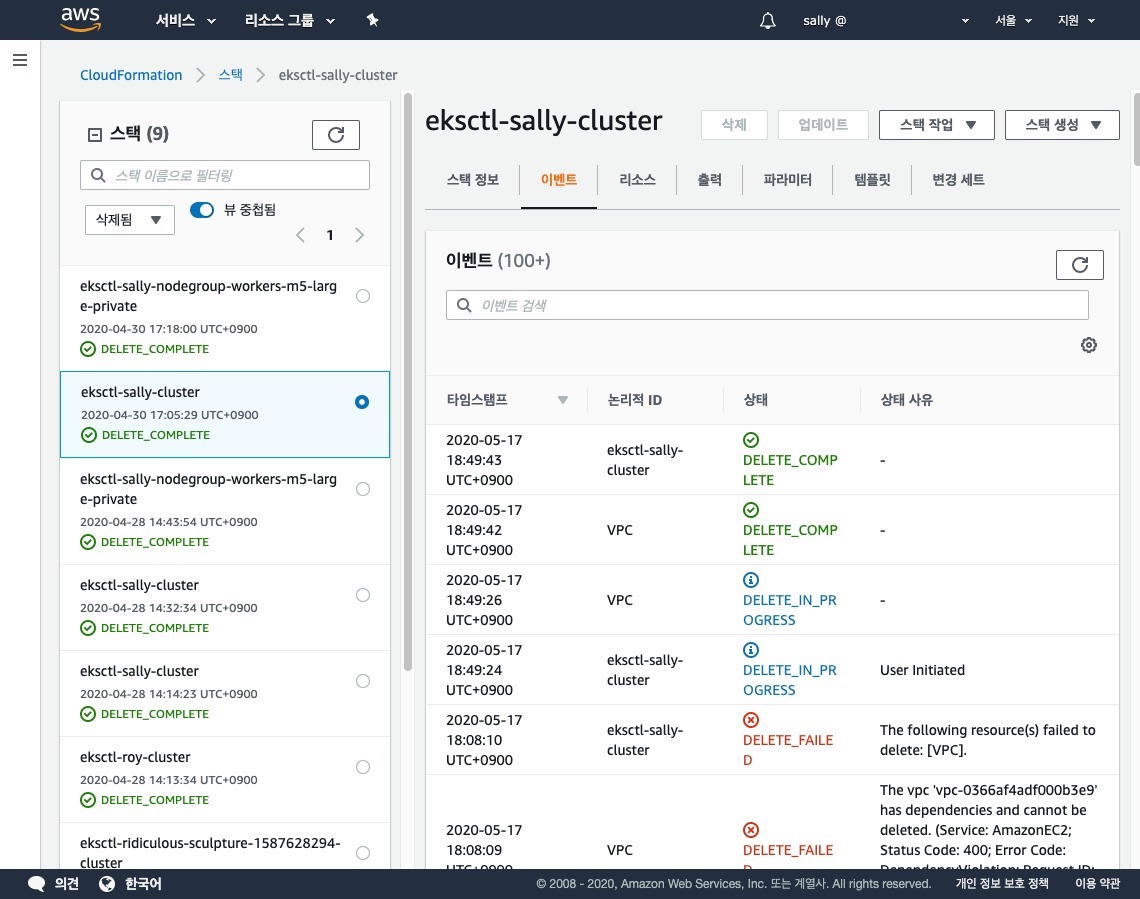 aws
서비스
리소스 그룹
sally @
서울
지원
CloudFormation
스택
eksctl-sally-cluster
스택 (9)
스택 이름으로 필터링
삭제됨
뷰 중첩됨
1
eksctl-sally-nodegroup-workers-m5-larg
e-private
2020-04-30 17:18:00 UTC+0900
DELETE_COMPLETE
eksctl-sally-cluster
2020-04-30 17:05:29 UTC+0900
DELETE_COMPLETE
eksctl-sally-nodegroup-workers-m5-larg
e-private
2020-04-28 14:43:54 UTC+0900
DELETE_COMPLETE
eksctl-sally-cluster
2020-04-28 14:32:34 UTC+0900
DELETE_COMPLETE
eksctl-sally-cluster
2020-04-28 14:14:23 UTC+0900
DELETE_COMPLETE
eksctl-roy-cluster
2020-04-28 14:13:34 UTC+0900
DELETE_COMPLETE
eksctl-ridiculous-sculpture-1587628294-
cluster
eksctl-sally-cluster
삭제
업데이트
스택 작업
스택 생성
스택 정보
이벤트
리소스
출력
파라미터
템플릿
변경 세트
이벤트 (100+)
이벤트 검색
타임스탬프
논리적 ID
상태
상태 사유
2020-05-17
18:49:43
UTC+0900
eksctl-sally-
cluster
DELETE_COMP
LETE
-
2020-05-17
18:49:42
UTC+0900
VPC
DELETE_COMP
LETE
-
2020-05-17
18:49:26
UTC+0900
VPC
DELETE_IN_PR
OGRESS
-
2020-05-17
18:49:24
UTC+0900
eksctl-sally-
cluster
DELETE_IN_PR
OGRESS
User Initiated
2020-05-17
18:08:10
UTC+0900
eksctl-sally-
cluster
DELETE_FAILE
D
The following resource(s) failed to
delete: [VPC].
2020-05-17
18:08:09
UTC+0900
VPC
DELETE_FAILE
D
The vpc 'vpc-0366af4adf000b3e9'
has dependencies and cannot be
deleted. (Service: AmazonEC2;
Status Code: 400; Error Code:
DependencyViolation; Request ID:
의견
한국어
© 2008 - 2020, Amazon Web Services, Inc. 또는 계열사. All rights reserved.
개인 정보 보호 정책
이용 약관